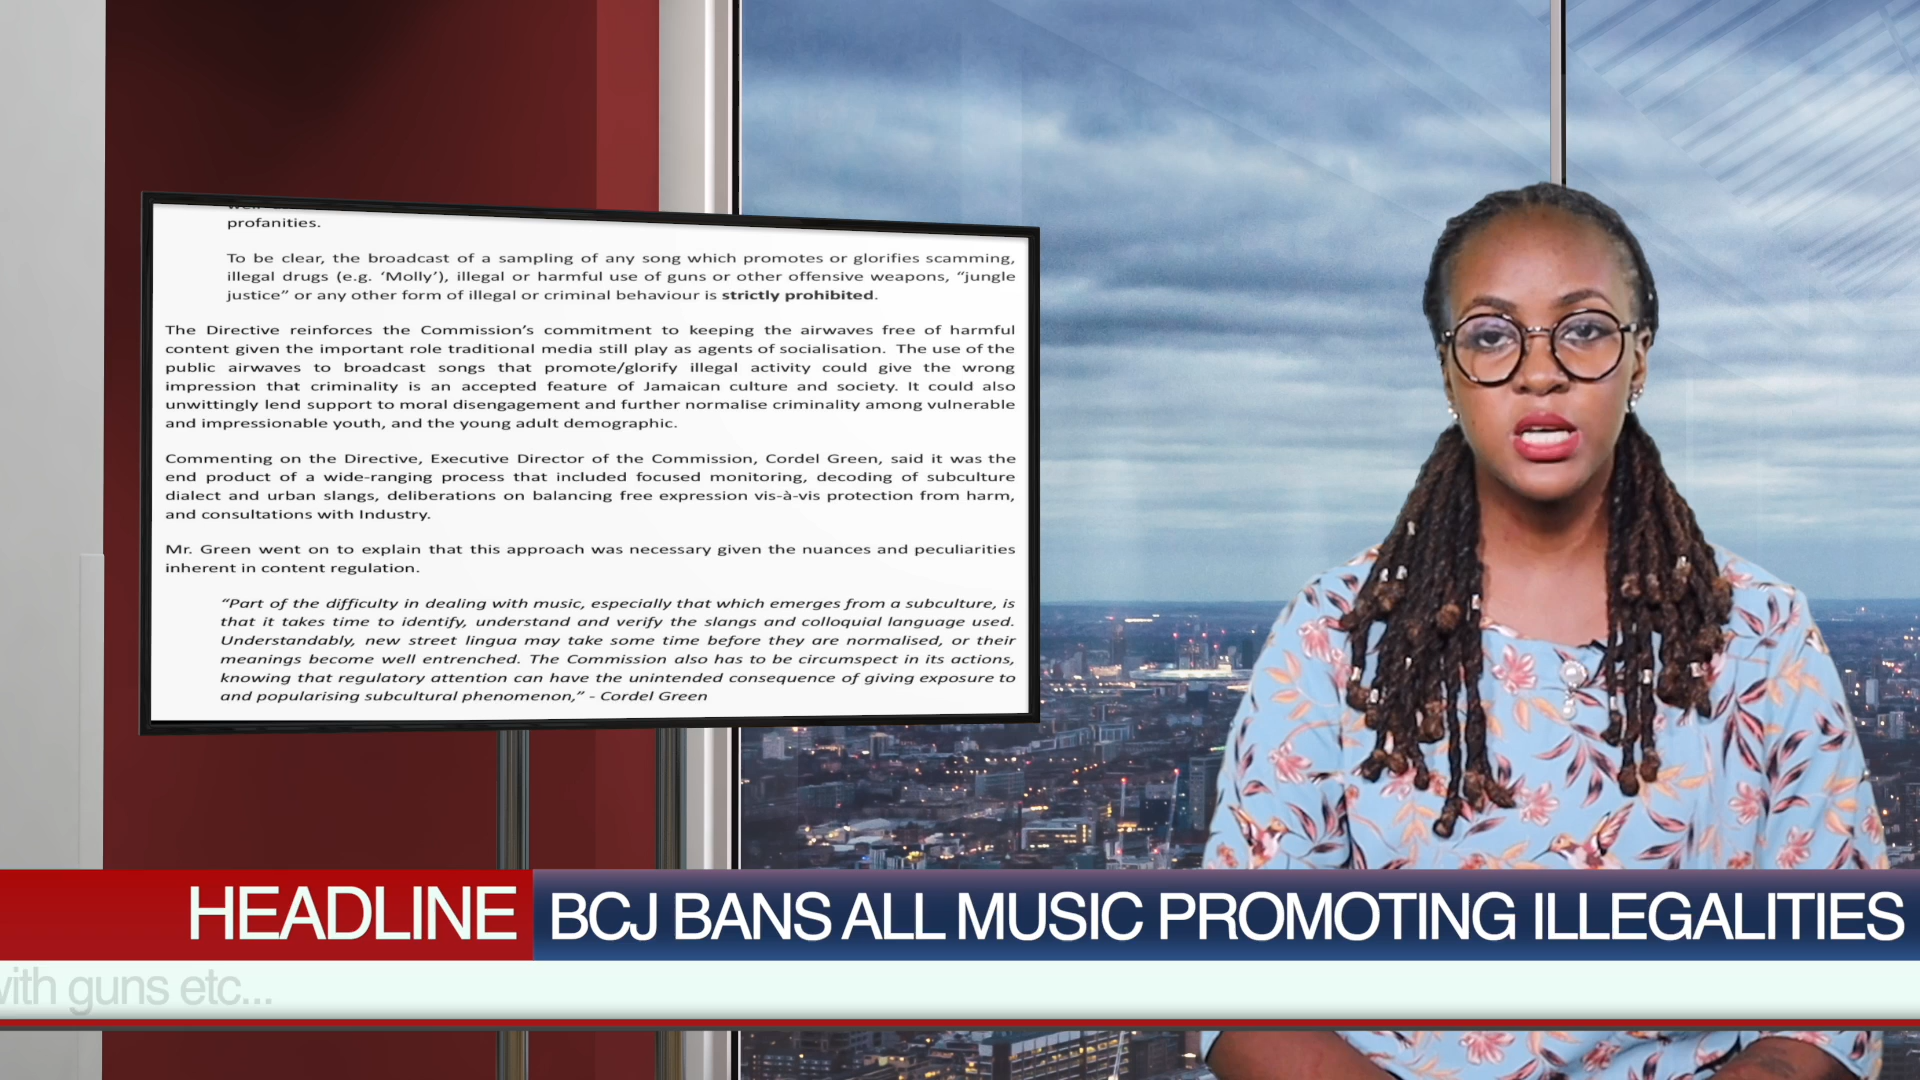 profanities.
To be clear, the broadcast of a sampling of any song which promotes or glorifies scamming,
illegal drugs (e.g. ‘Molly’), illegal or harmful use of guns or other offensive weapons, “jungle
justice” or any other form of illegal or criminal behaviour is strictly prohibited.
The Directive reinforces the Commission’s commitment to keeping the airwaves free of harmful
content given the important role traditional media still play as agents of socialisation. The use of the
public airwaves to broadcast songs that promote/glorify illegal activity could give the wrong
impression that criminality is an accepted feature of Jamaican culture and society. It could also
unwittingly lend support to moral disengagement and further normalise criminality among vulnerable
and impressionable youth, and the young adult demographic.
Commenting on the Directive, Executive Director of the Commission, Cordel Green, said it was the
end product of a wide-ranging process that included focused monitoring, decoding of subculture
dialect and urban slangs, deliberations on balancing free expression vis-à-vis protection from harm,
and consultations with Industry.
Mr. Green went on to explain that this approach was necessary given the nuances and peculiarities
inherent in content regulation.
“Part of the difficulty in dealing with music, especially that which emerges from a subculture, is
that it takes time to identify, understand and verify the slangs and colloquial language used.
Understandably, new street lingua may take some time before they are normalised, or their
meanings become well entrenched. The Commission also has to be circumspect in its actions,
knowing that regulatory attention can have the unintended consequence of giving exposure to
and popularising subcultural phenomenon,” - Cordel Green
HEADLINE BCJ BANS ALL MUSIC PROMOTING ILLEGALITIES
with guns etc...